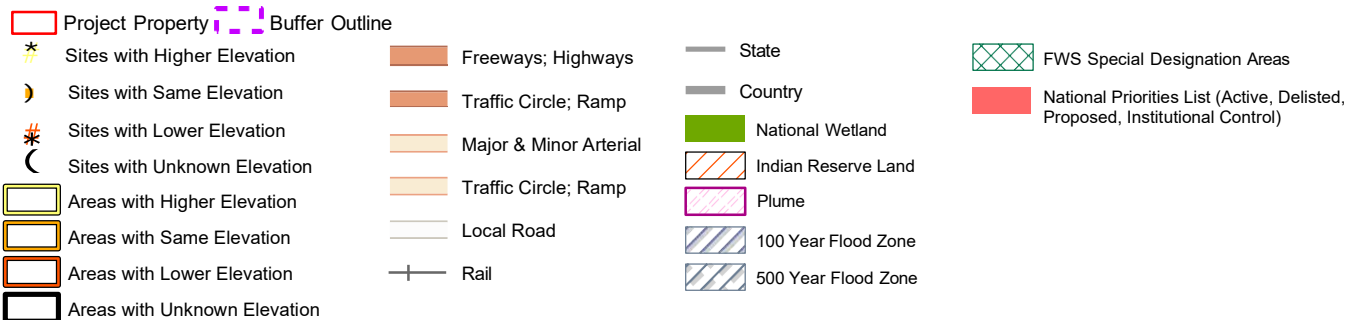 Project Property
Buffer Outline
Sites with Higher Elevation
Sites with Same Elevation
Sites with Lower Elevation
Sites with Unknown Elevation
Areas with Higher Elevation
Areas with Same Elevation
Areas with Lower Elevation
Areas with Unknown Elevation
Freeways; Highways
Traffic Circle; Ramp
Major & Minor Arterial
Traffic Circle; Ramp
Local Road
Rail
State
Country
National Wetland
Indian Reserve Land
Plume
100 Year Flood Zone
500 Year Flood Zone
FWS Special Designation Areas
National Priorities List (Active, Delisted,
Proposed, Institutional Control)